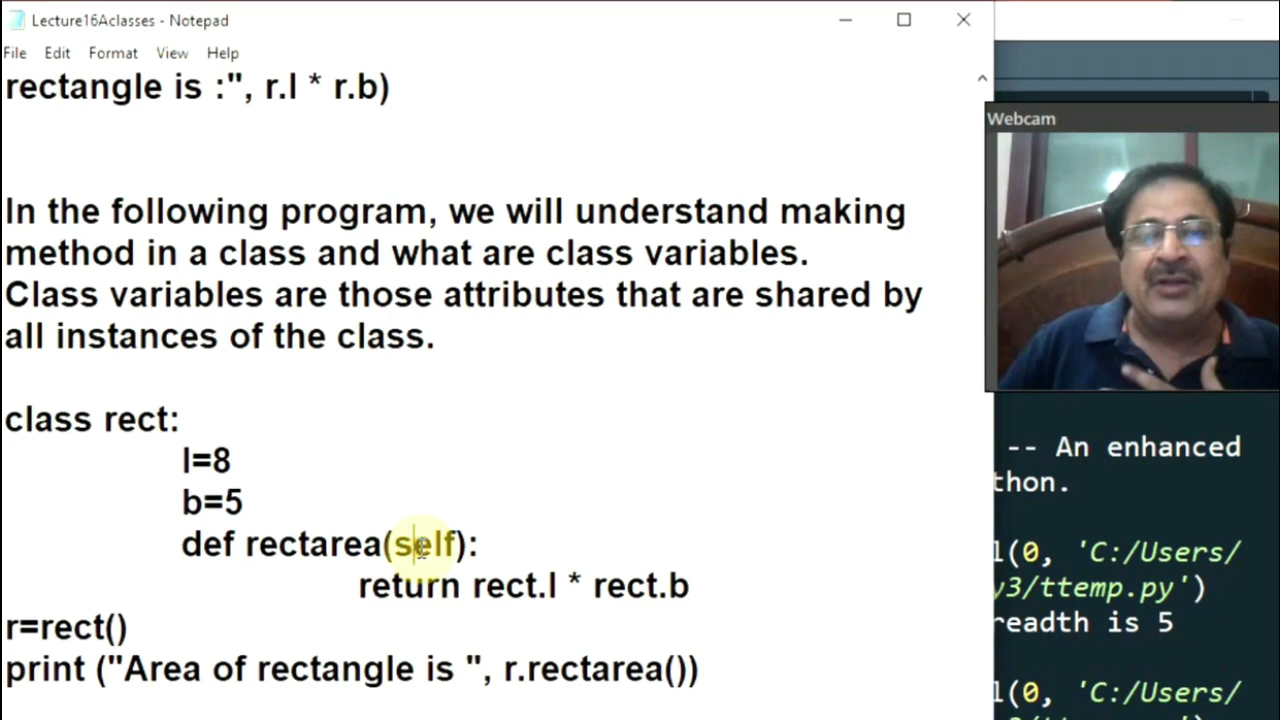 Lecture16Aclasses - Notepad
File Edit Format View Help
rectangle is :", r.l * r.b)
Webcam
In the following program, we will understand making
method in a class and what are class variables.
Class variables are those attributes that are shared by
all instances of the class.
class rect:
l=8
b=5
def rectarea(self):
return rect.l * rect.b
r=rect()
print ("Area of rectangle is ", r.rectarea())
-- An enhanced
thon.
l(0, 'C:/Users/
y3/ttemp.py')
readth is 5
l(0, 'C:/Users/